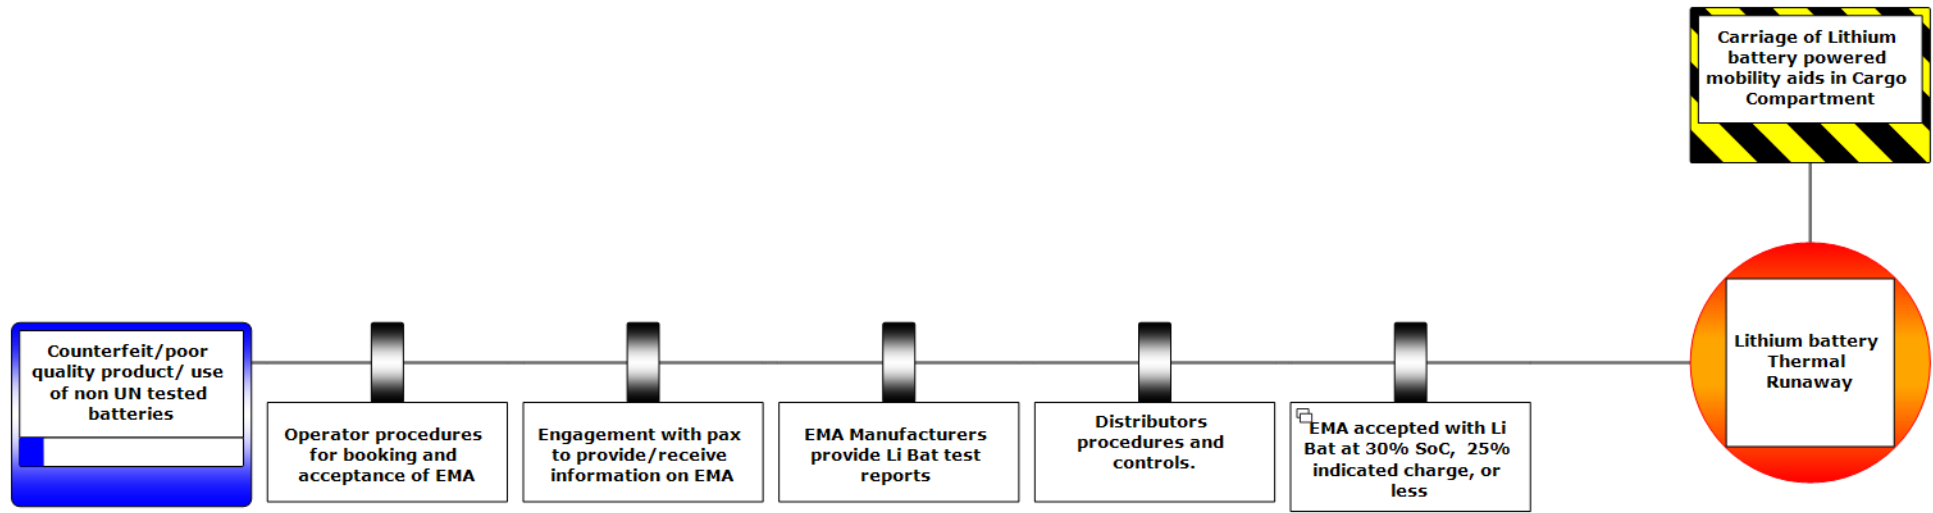 Carriage of Lithium
battery powered
mobility aids in Cargo
Compartment
Counterfeit/poor
quality product/ use
of non UN tested
batteries
Operator procedures
for booking and
acceptance of EMA
Engagement with pax
to provide/receive
information on EMA
EMA Manufacturers
provide Li Bat test
reports
Distributors
procedures and
controls.
EMA accepted with Li
Bat at 30% SoC,  25%
indicated charge, or
less
Lithium battery
Thermal
Runaway